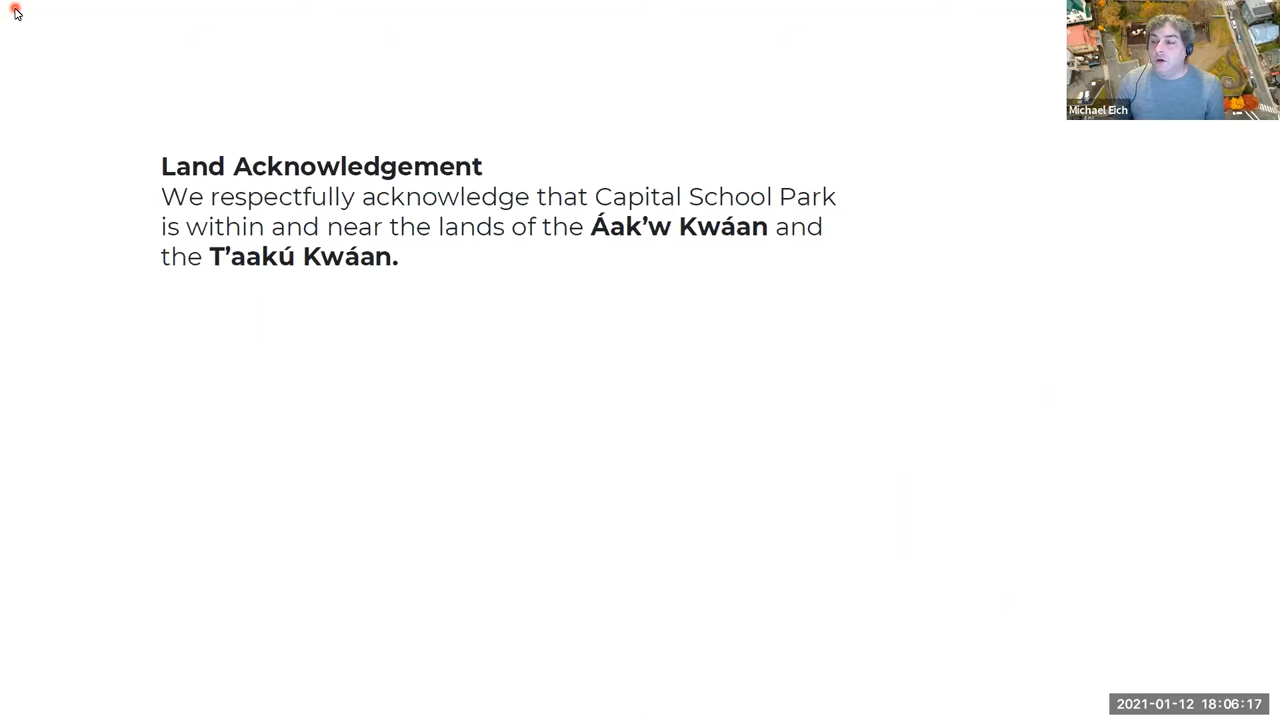 Michael Eich
Land Acknowledgement
We respectfully acknowledge that Capital School Park
is within and near the lands of the Áak’w Kwáan and
the T’aakú Kwáan.
2021-01-12 18:06:17